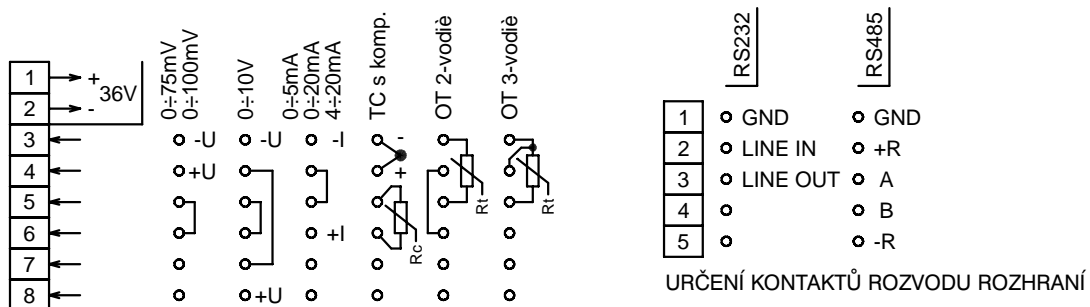 0÷75mV
0÷100mV
0÷10V
0÷5mA
0÷20mA
4÷20mA
TC s komp.
OT 2-vodiè
OT 3-vodiè
1 +
2 -
36V
3 -U -U -I -
4 +U +
5
6 +I
7
8 +U
Rc
Rt
Rt
RS232
RS485
1 GND GND
2 LINE IN +R
3 LINE OUT A
4 B
5 -R
URČENÍ KONTAKTŮ ROZVODU ROZHRANÍ